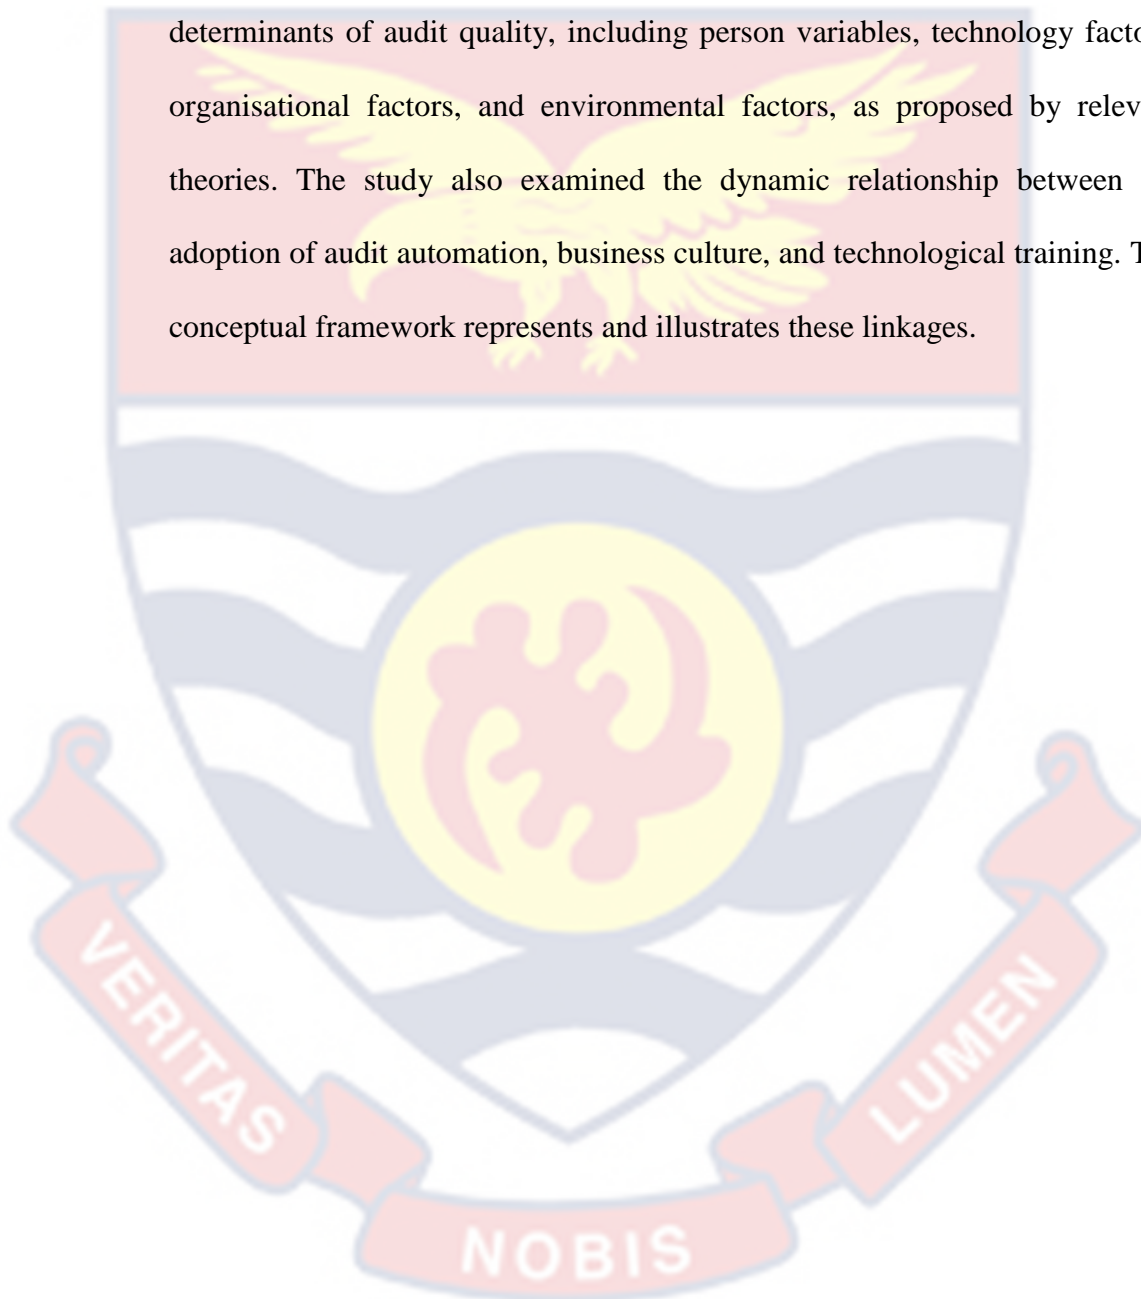 determinants of audit quality, including person variables, technology facto
organisational factors, and environmental factors, as proposed by relev
theories. The study also examined the dynamic relationship between
adoption of audit automation, business culture, and technological training. T
conceptual framework represents and illustrates these linkages.
VERITAS
NOBIS
LUMEN